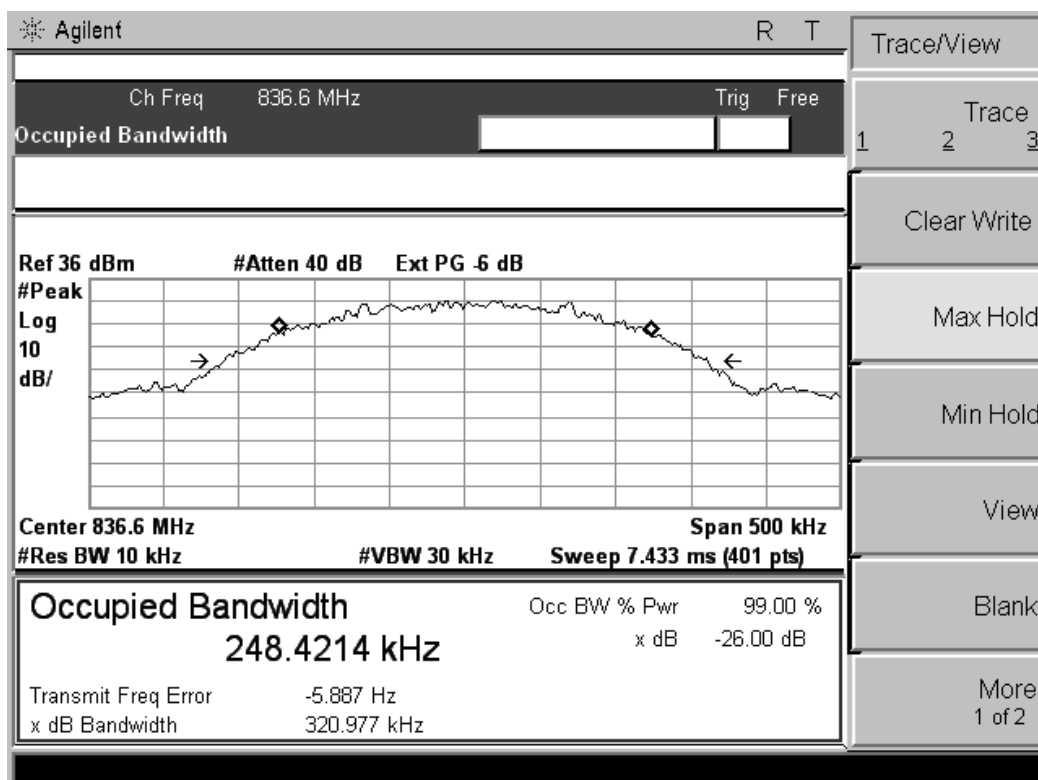 Agilent R T
Trace/View
Ch Freq 836.6 MHz Trig Free
Occupied Bandwidth
Trace
1 2 3
Clear Write
Max Hold
Min Hold
View
Blank
More
1 of 2
Ref 36 dBm #Atten 40 dB Ext PG -6 dB
#Peak
Log
10
dB/
Center 836.6 MHz Span 500 kHz
#Res BW 10 kHz #VBW 30 kHz Sweep 7.433 ms (401 pts)
Occupied Bandwidth Occ BW % Pwr 99.00 %
248.4214 kHz x dB -26.00 dB
Transmit Freq Error -5.887 Hz
x dB Bandwidth 320.977 kHz